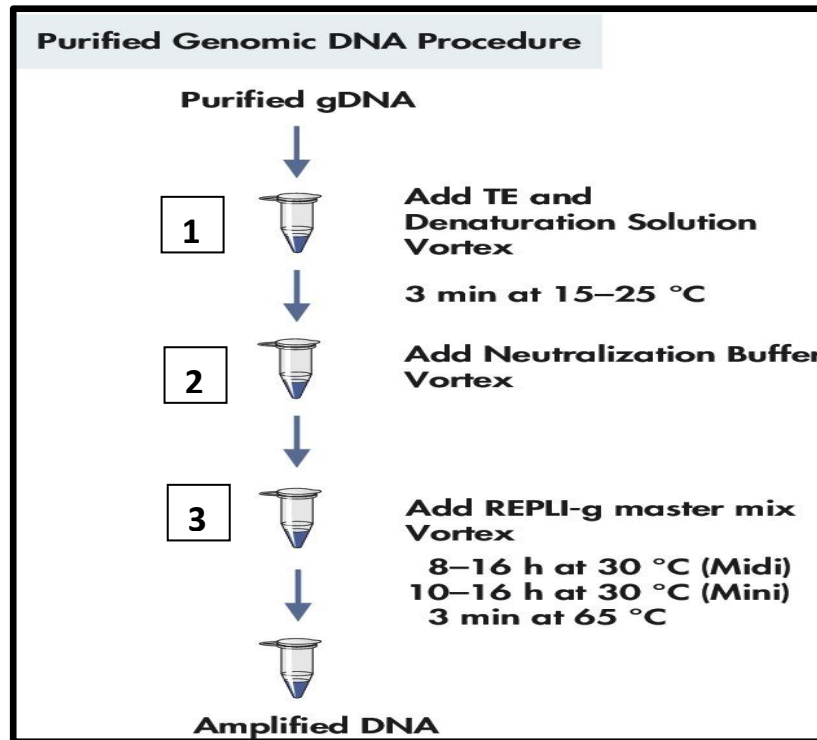 Purified Genomic DNA Procedure
Purified gDNA
1
Add TE and
Denaturation Solution
Vortex
3 min at 15–25 °C
2
Add Neutralization Buffer
Vortex
3
Add REPLI-g master mix
Vortex
8–16 h at 30 °C (Midi)
10–16 h at 30 °C (Mini)
3 min at 65 °C
Amplified DNA